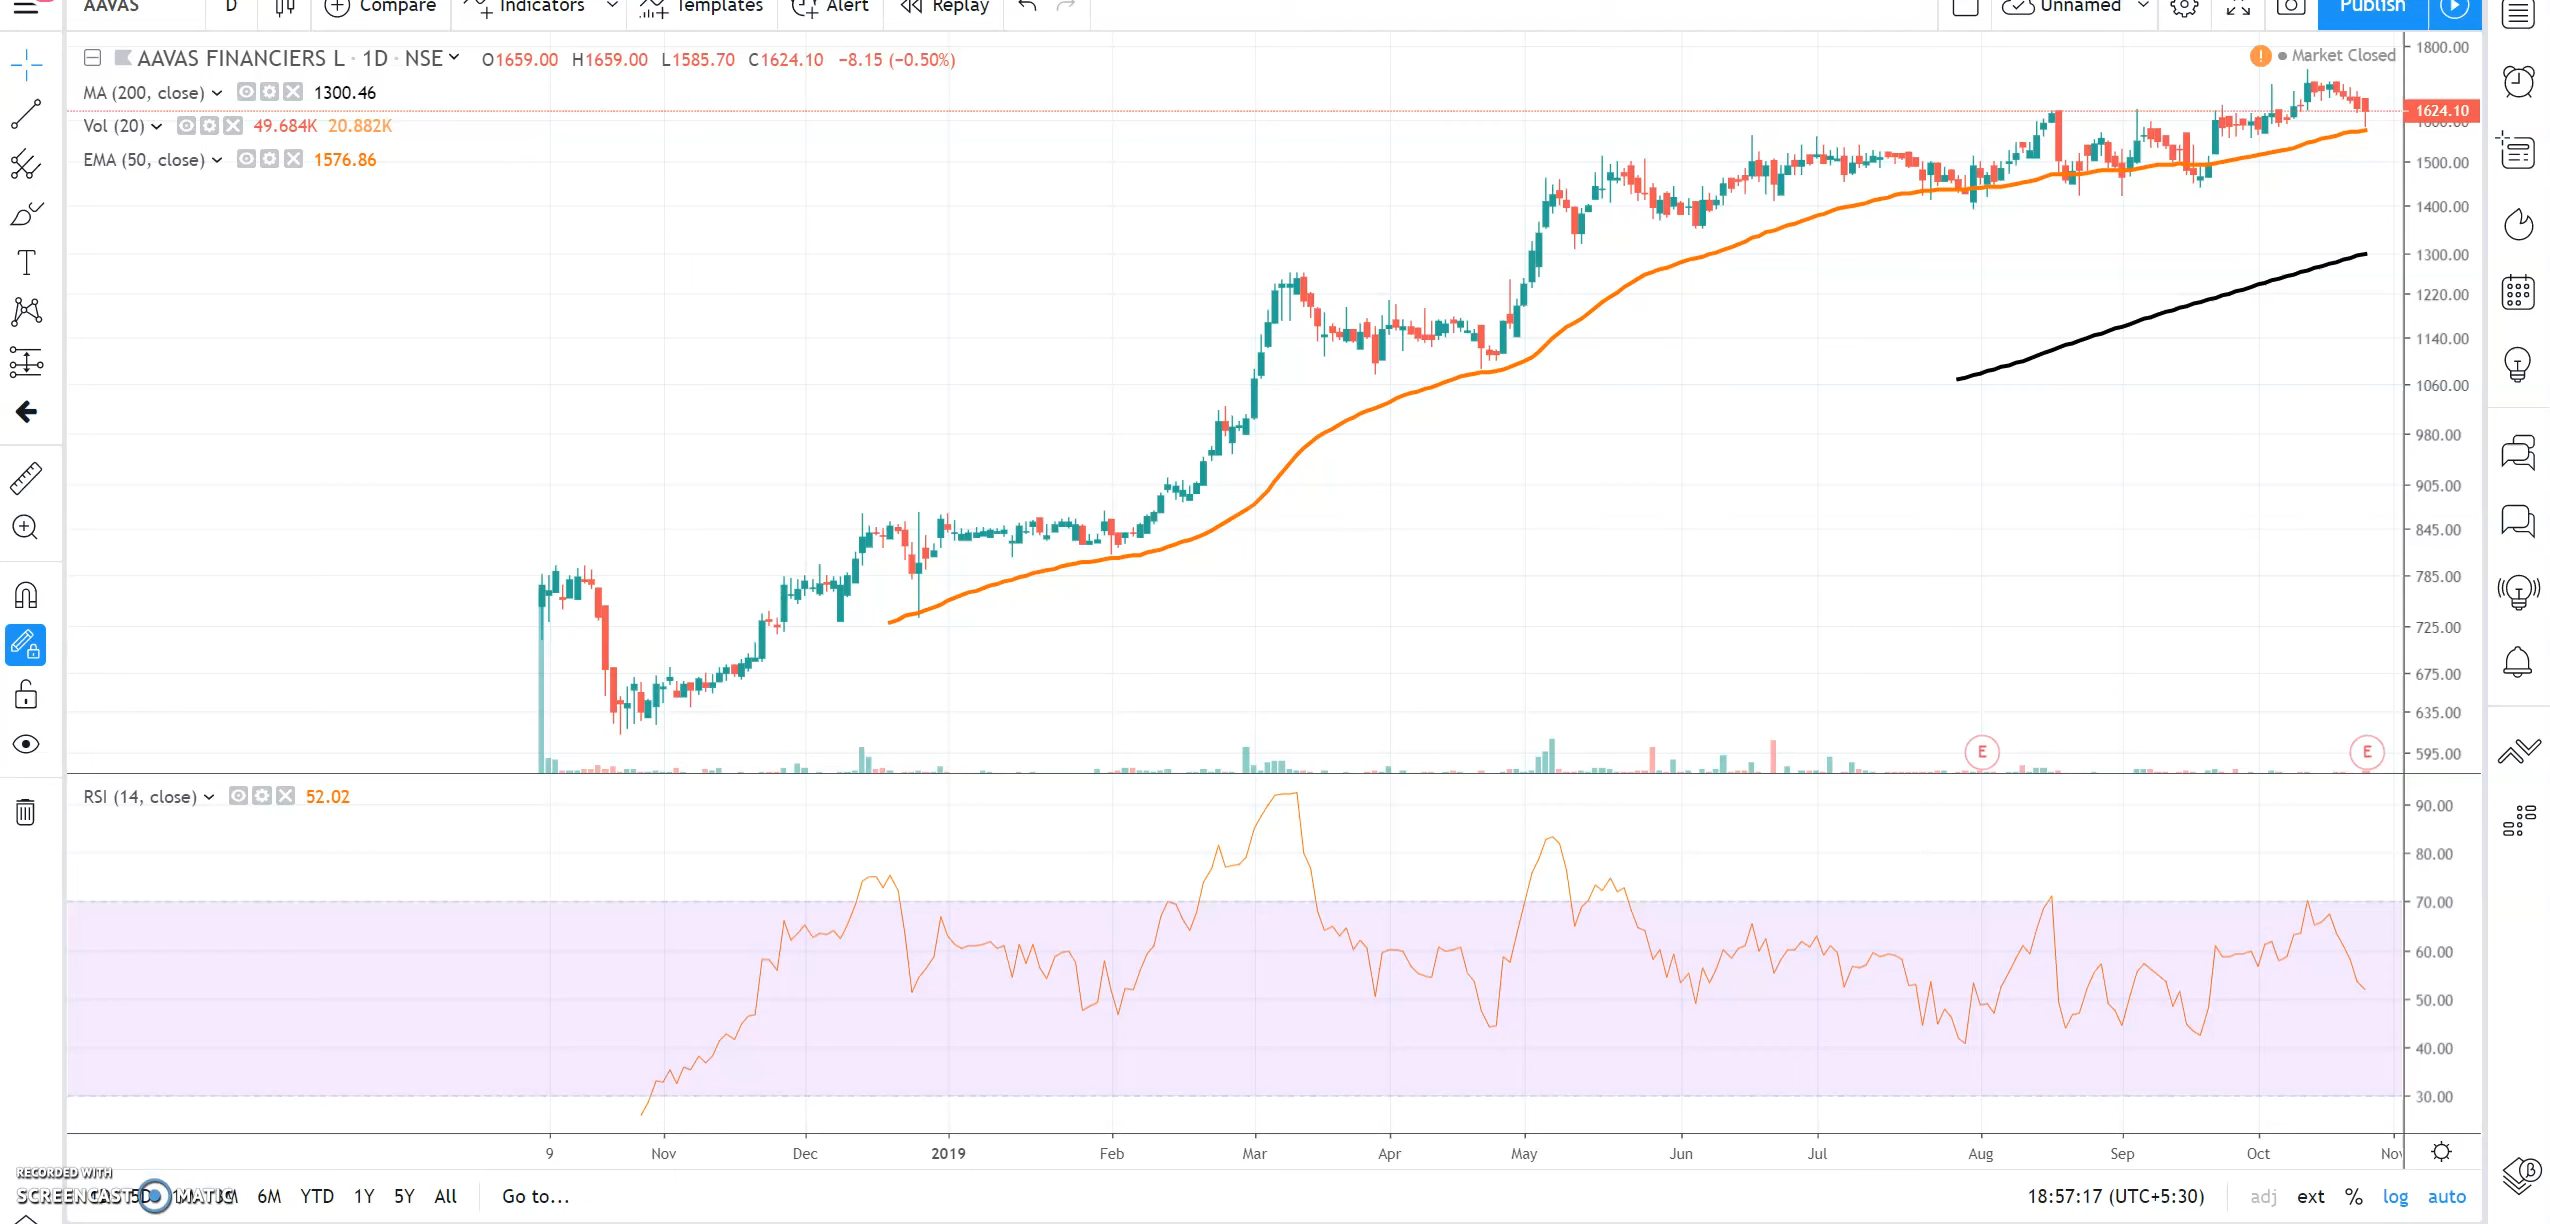 AAVAS D Compare Indicators Templates Alert Replay Unnamed Publish
AAVAS FINANCIERS L · 1D · NSE O1659.00 H1659.00 L1585.70 C1624.10 −8.15 (−0.50%)
Market Closed
MA (200, close) 1300.46
Vol (20) 49.684K 20.882K
EMA (50, close) 1576.86
1800.00
1624.10
1600.00
1500.00
1400.00
1300.00
1220.00
1140.00
1060.00
980.00
905.00
845.00
785.00
725.00
675.00
635.00
595.00
E E
RSI (14, close) 52.02
90.00
80.00
70.00
60.00
50.00
40.00
30.00
9 Nov Dec 2019 Feb Mar Apr May Jun Jul Aug Sep Oct Nov
RECORDED WITH
SCREENCAST MATIC
5D 6M YTD 1Y 5Y All Go to... 18:57:17 (UTC+5:30) adj ext % log auto